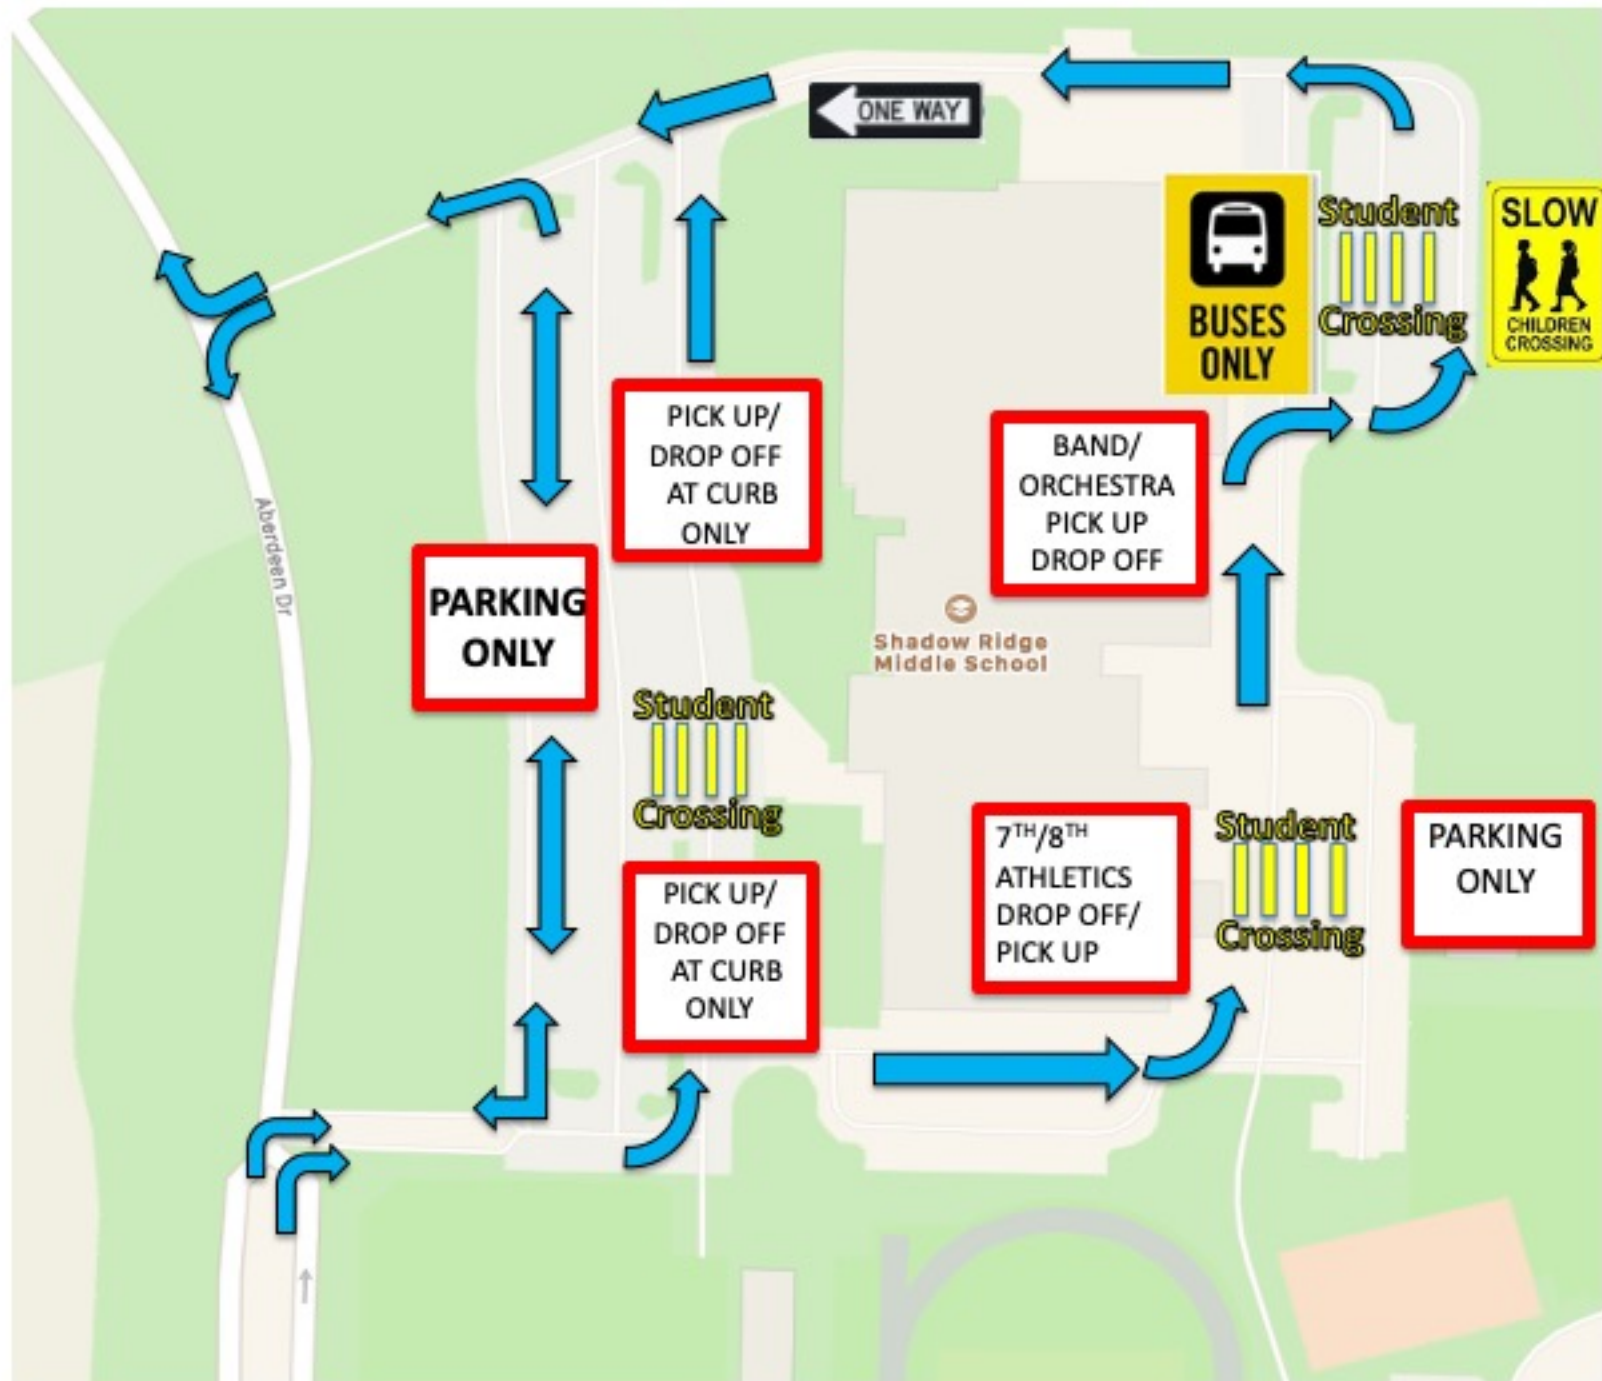 ONE WAY
Student
Crossing
SLOW
CHILDREN
CROSSING
BUSES
ONLY
PICK UP/
DROP OFF
AT CURB
ONLY
BAND/
ORCHESTRA
PICK UP
DROP OFF
Aberdeen Dr
PARKING
ONLY
Shadow Ridge
Middle School
Student
Crossing
PICK UP/
DROP OFF
AT CURB
ONLY
7TH/8TH
ATHLETICS
DROP OFF/
PICK UP
Student
Crossing
PARKING
ONLY